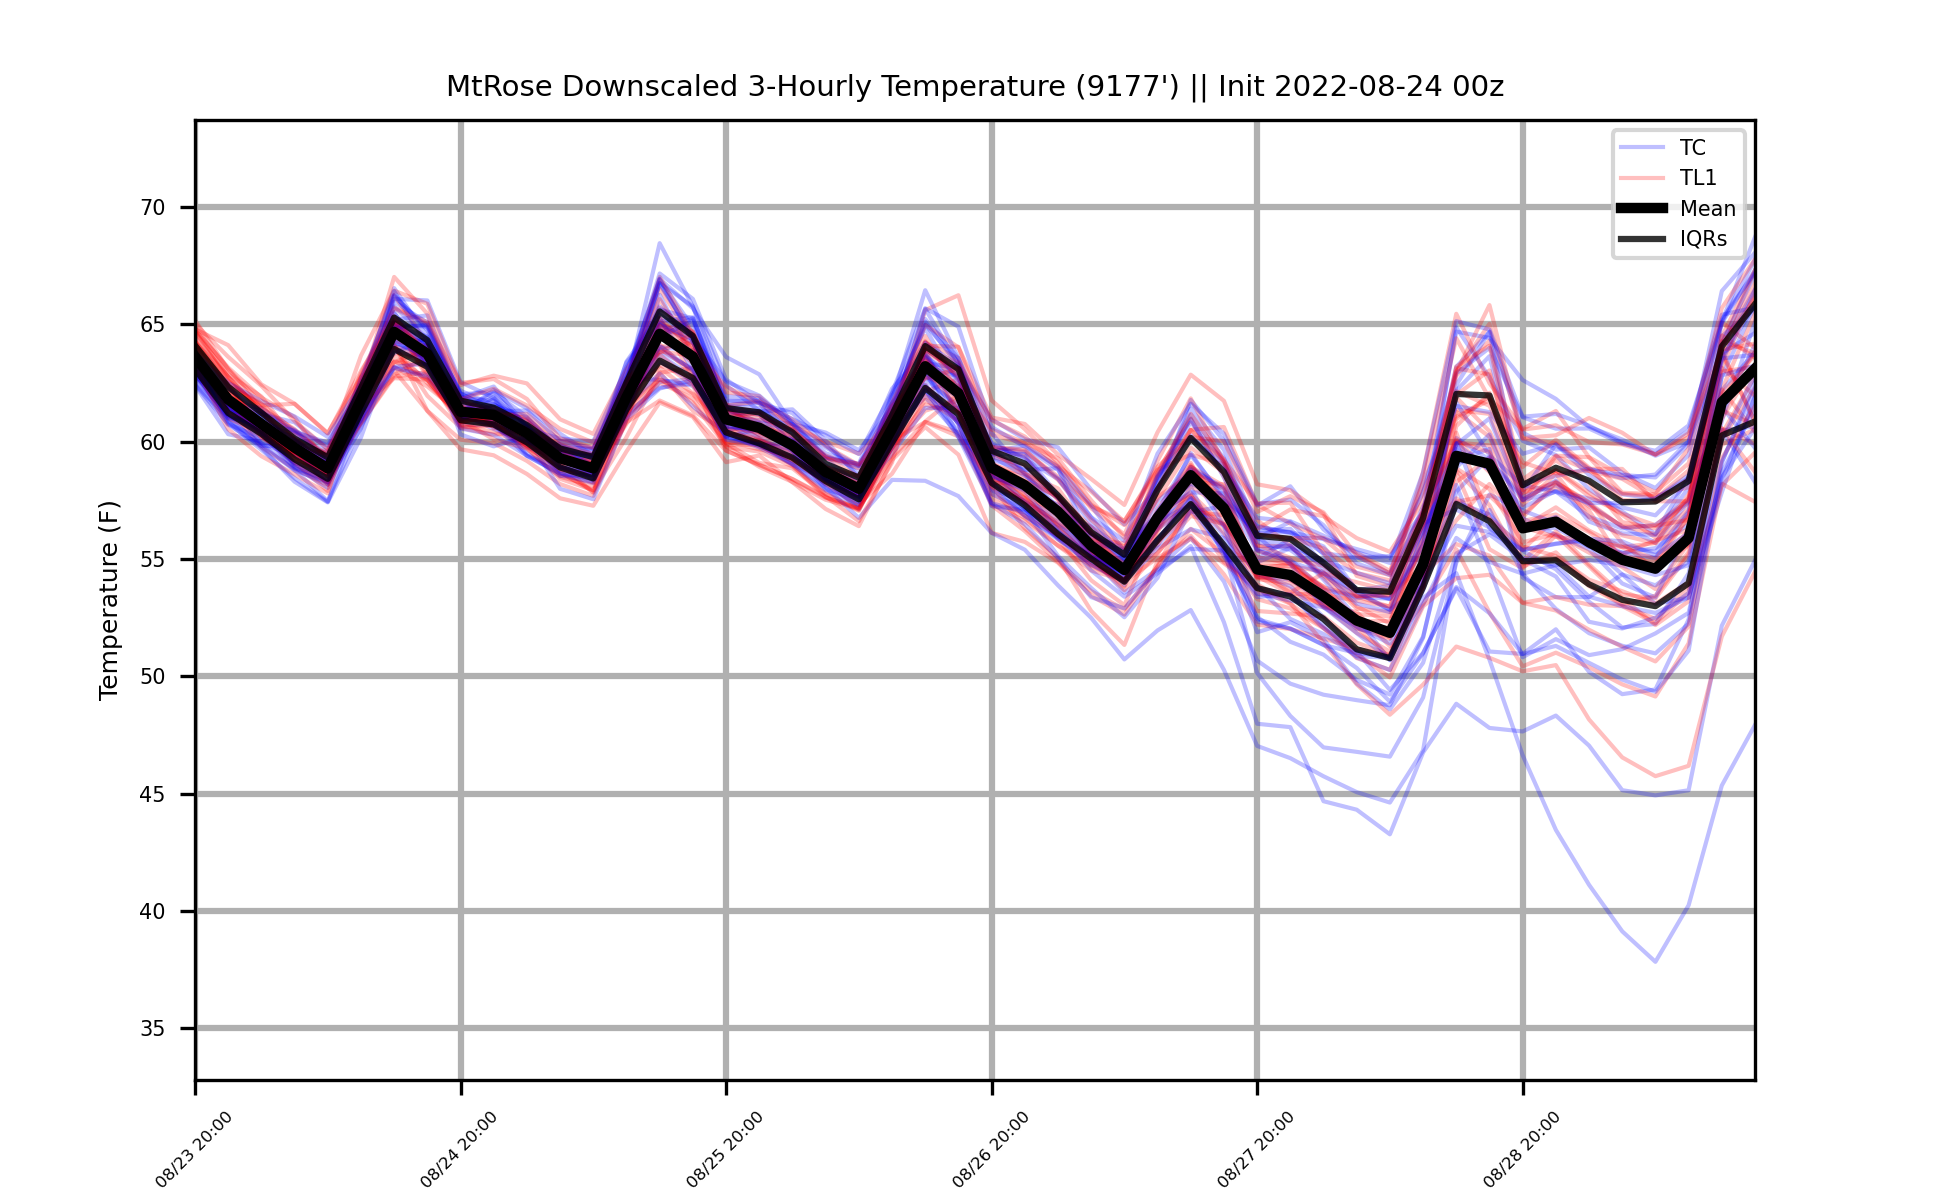 MtRose Downscaled 3-Hourly Temperature (9177') || Init 2022-08-24 00z
TC
TL1
Mean
IQRs
Temperature (F)
70
65
60
55
50
45
40
35
08/23 20:00
08/24 20:00
08/25 20:00
08/26 20:00
08/27 20:00
08/28 20:00